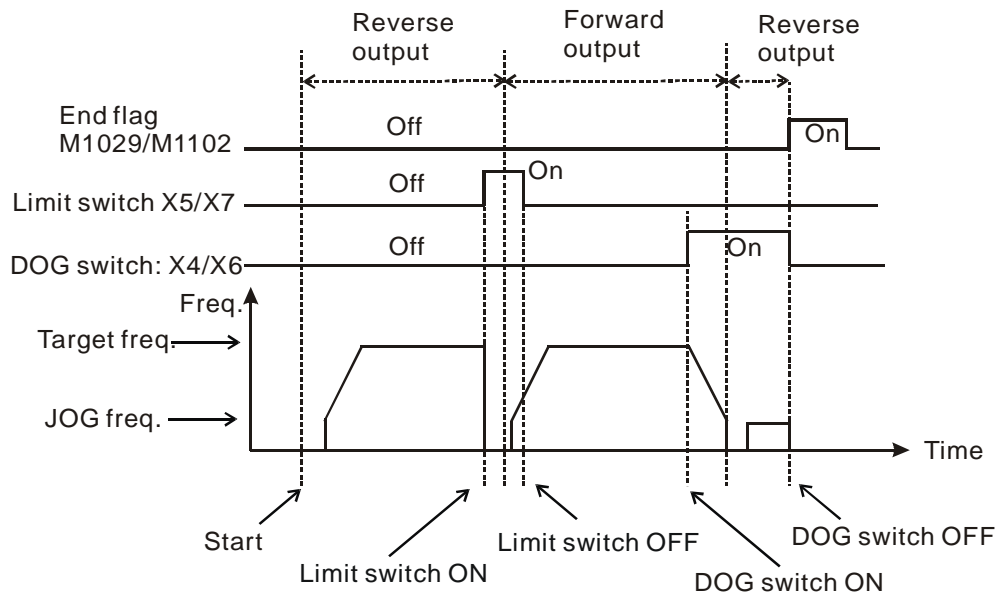 Reverse
output
Forward
output
Reverse
output
End flag
M1029/M1102
Off
On
Limit switch X5/X7
Off
On
DOG switch: X4/X6
Off
On
Freq.
Target freq.
JOG freq.
Time
Start
Limit switch ON
Limit switch OFF
DOG switch ON
DOG switch OFF